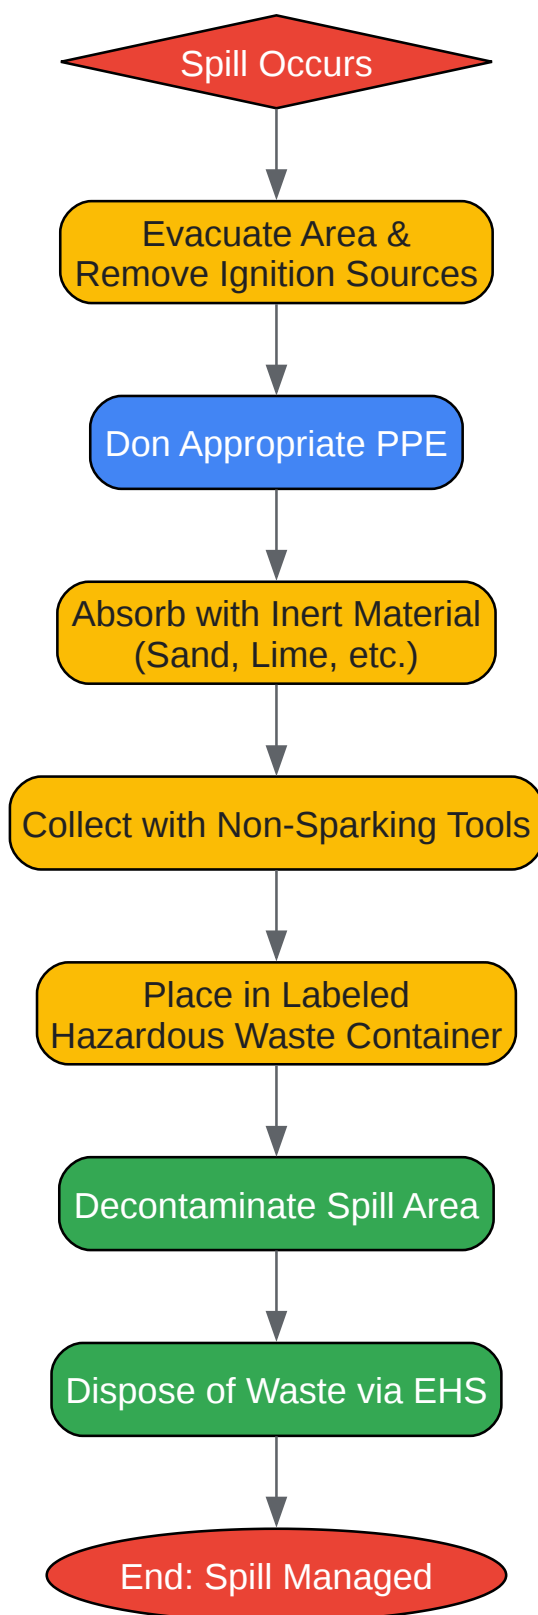 Spill Occurs
Evacuate Area &
Remove Ignition Sources
Don Appropriate PPE
Absorb with Inert Material
(Sand, Lime, etc.)
Collect with Non-Sparking Tools
Place in Labeled
Hazardous Waste Container
Decontaminate Spill Area
Dispose of Waste via EHS
End: Spill Managed